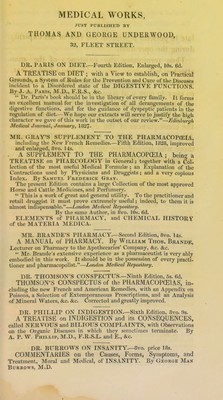 MEDICAL WORKS,
JUST PUBLISHED BY
THOMAS AND GEORGE UNDERWOOD,
32, FLEET STREET.
DR. PARIS ON DIET.—Fourth Edition, Enlarged, 10s. 6d.
A TREATISE on DIET; with a View to establish, on Practical
Grounds, a System of Rules for the Prevention and Cure of the Diseases
incident to a Disordered state of the DIGESTIVE FUNCTIONS.
By J. A. PARIS, M.D., F.R.S., &c.
“Dr. Paris's book should be in the library of every family. It forms
an excellent manual for the investigation of all derangements of the
digestive functions, and for the guidance of dyspeptic patients in the
regulation of diet.—We hope our extracts will serve to justify the high
character we gave of this work in the outset of our review.”—Edinburgh
Medical Journal, January, 1827.
MR. GRAY'S SUPPLEMENT TO THE PHARMACOPŒIA,
including the New French Remedies.—Fifth Edition, 1828, improved
and enlarged, 8vo. 14s.
A SUPPLEMENT TO THE PHARMACOPŒIA; being a
TREATISE on PHARCOLOGY in General; together with a Col-
lection of the most useful Medical Formulæ; an Explanation of the
Contractions used by Physicians and Druggists; and a very copious
Index. By SAMUEL FREDERICK GRAY.
The present Edition contains a Large Collection of the most approved
Horse and Cattle Medicines, and Perfumery.
“This is a work of great and general utility. To the practitioner and
retail druggist it must prove extremely useful; indeed, to them it is
almost indispensable.”—London Medical Repository.
By the same Author, in 8vo. 10s. 6d.
ELEMENTS of PHARMACY, and CHEMICAL HISTORY
of the MATERIA MEDICA.
MR. BRANDE'S PHARMACY.—Second Edition, 8vo. 14s.
A MANUAL of PHARMACY. By WILLIAM THOS. BRANDE,
Lecturer on Pharmacy to the Apothecaries' Company, &c. &c.
“Mr. Brande's extensive experience as a pharmaceutist is very ably
embodied in this work. It should be in the possession of every practi-
tioner and pharmacopolist.”—London Medical Repository.
DR. THOMSON'S CONSPECTUS.—Ninth Edition, 5s. 6d.
THOMSON'S CONSPECTUS of the PHARMACOPŒIAS, in-
cluding the new French and American Remedies, with an Appendix on
Poisons, a Selection of Extemporaneous Prescriptions, and an Analysis
of Mineral Waters, &c. &c. Corrected and greatly improved.
DR. PHILLIP ON INDIGESTION.—Sixth Edition, 8vo. 9s.
A TREATISE on INDIGESTION and its CONSEQUENCES,
called NERVOUS and BILIOUS COMPLAINTS, with Observations
on the Organic Diseases in which they sometimes terminate. By
A. P. W. PHILLIP, M.D., F.R.S.L. and E., &c.
DR. BURROWS ON INSANITY.—8vo. price 18s.
COMMENTARIES on the Causes, Forms, Symptoms, and
Treatment, Moral and Medical, of INSANITY. By GEORGE MAN
BURROWS, M.D.